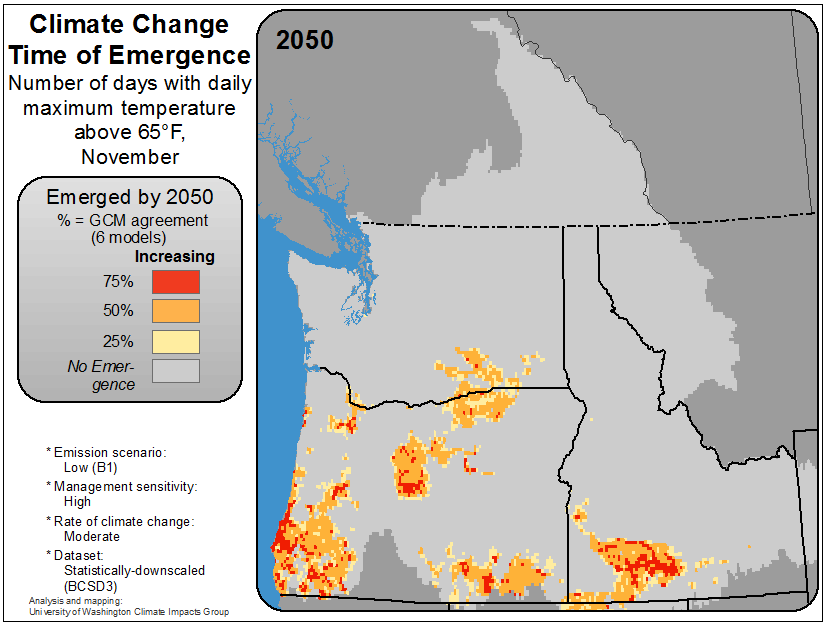 Climate Change
Time of Emergence
Number of days with daily
maximum temperature
above 65°F,
November
2050
Emerged by 2050
% = GCM agreement
(6 models)
Increasing
75%
50%
25%
No Emer-
gence
* Emission scenario:
Low (B1)
* Management sensitivity:
High
* Rate of climate change:
Moderate
* Dataset:
Statistically-downscaled
(BCSD3)
Analysis and mapping:
University of Washington Climate Impacts Group